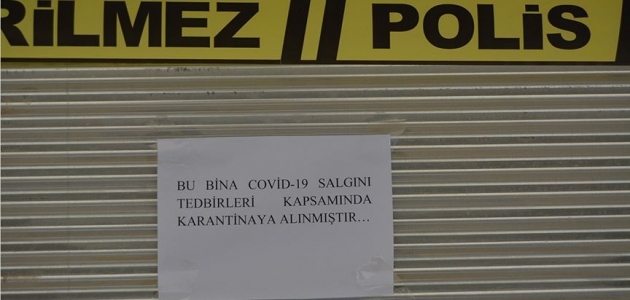 RİLMEZ // POLİS
BU BİNA COVİD-19 SALGINI
TEDBİRLERİ KAPSAMINDA
KARANTİNAYA ALINMIŞTIR...